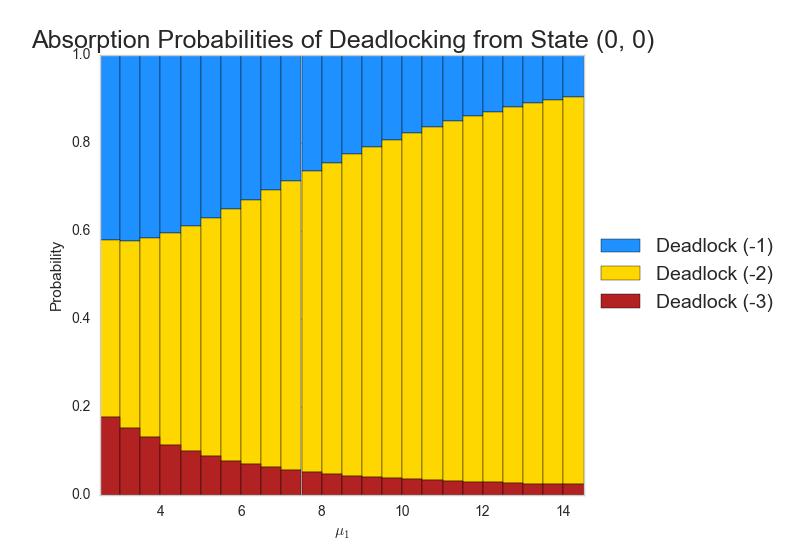 Absorption Probabilities of Deadlocking from State (0, 0)
1.0
0.8
0.6
0.4
0.2
0.0
Probability
4 6 8 10 12 14
μ₁
Deadlock (-1)
Deadlock (-2)
Deadlock (-3)